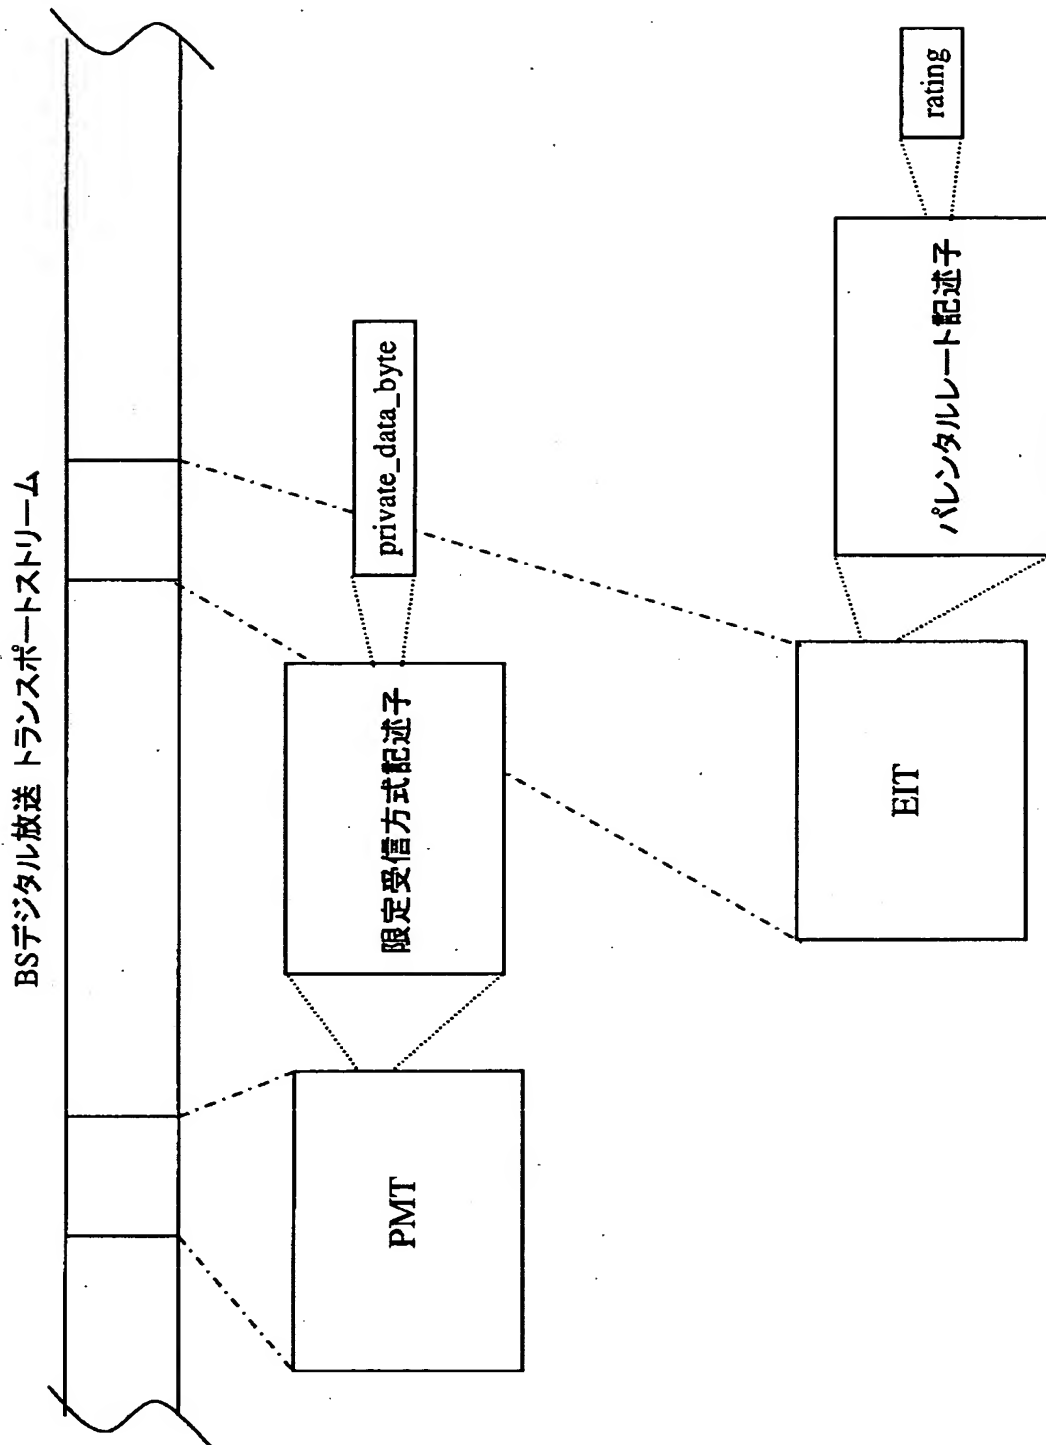 BSデジタル放送 トランスポートストリーム
PMT
限定受信方式記述子
private_data_byte
EIT
パレンタルレート記述子
rating